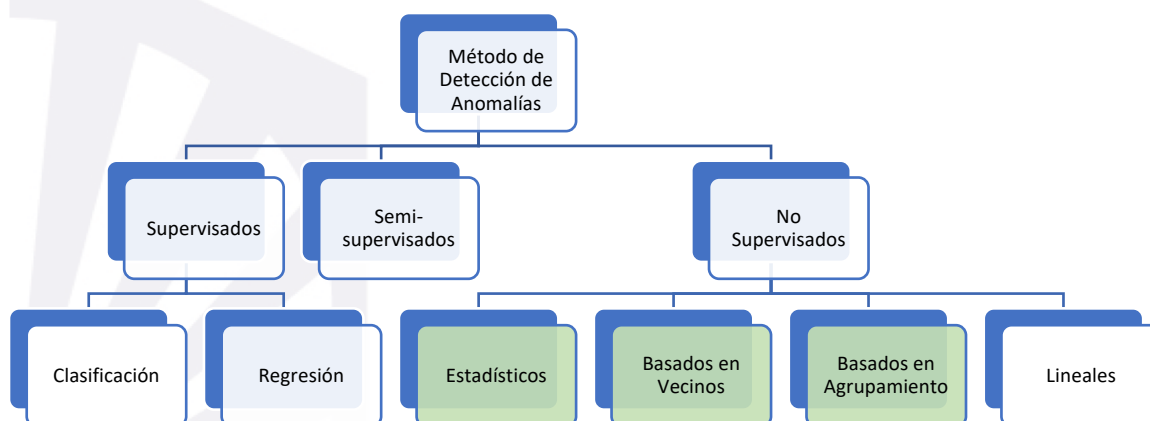 Método de
Detección de
Anomalías
Supervisados
Semi-
supervisados
No
Supervisados
Clasificación
Regresión
Estadísticos
Basados en
Vecinos
Basados en
Agrupamiento
Lineales